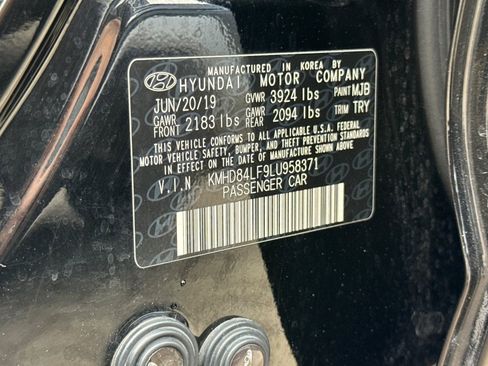 MANUFACTURED IN KOREA BY
HYUNDAI MOTOR COMPANY
JUN/20/19 GVWR 3924 lbs PAINT MJB
GAWR FRONT 2183 lbs GAWR REAR 2094 lbs TRIM TRY
THIS VEHICLE CONFORMS TO ALL APPLICABLE U.S.A. FEDERAL
MOTOR VEHICLE SAFETY, BUMPER, AND THEFT PREVENTION STANDARDS
IN EFFECT ON THE DATE OF MANUFACTURE SHOWN ABOVE.
V.I.N. KMHD84LF9LU958371
PASSENGER CAR